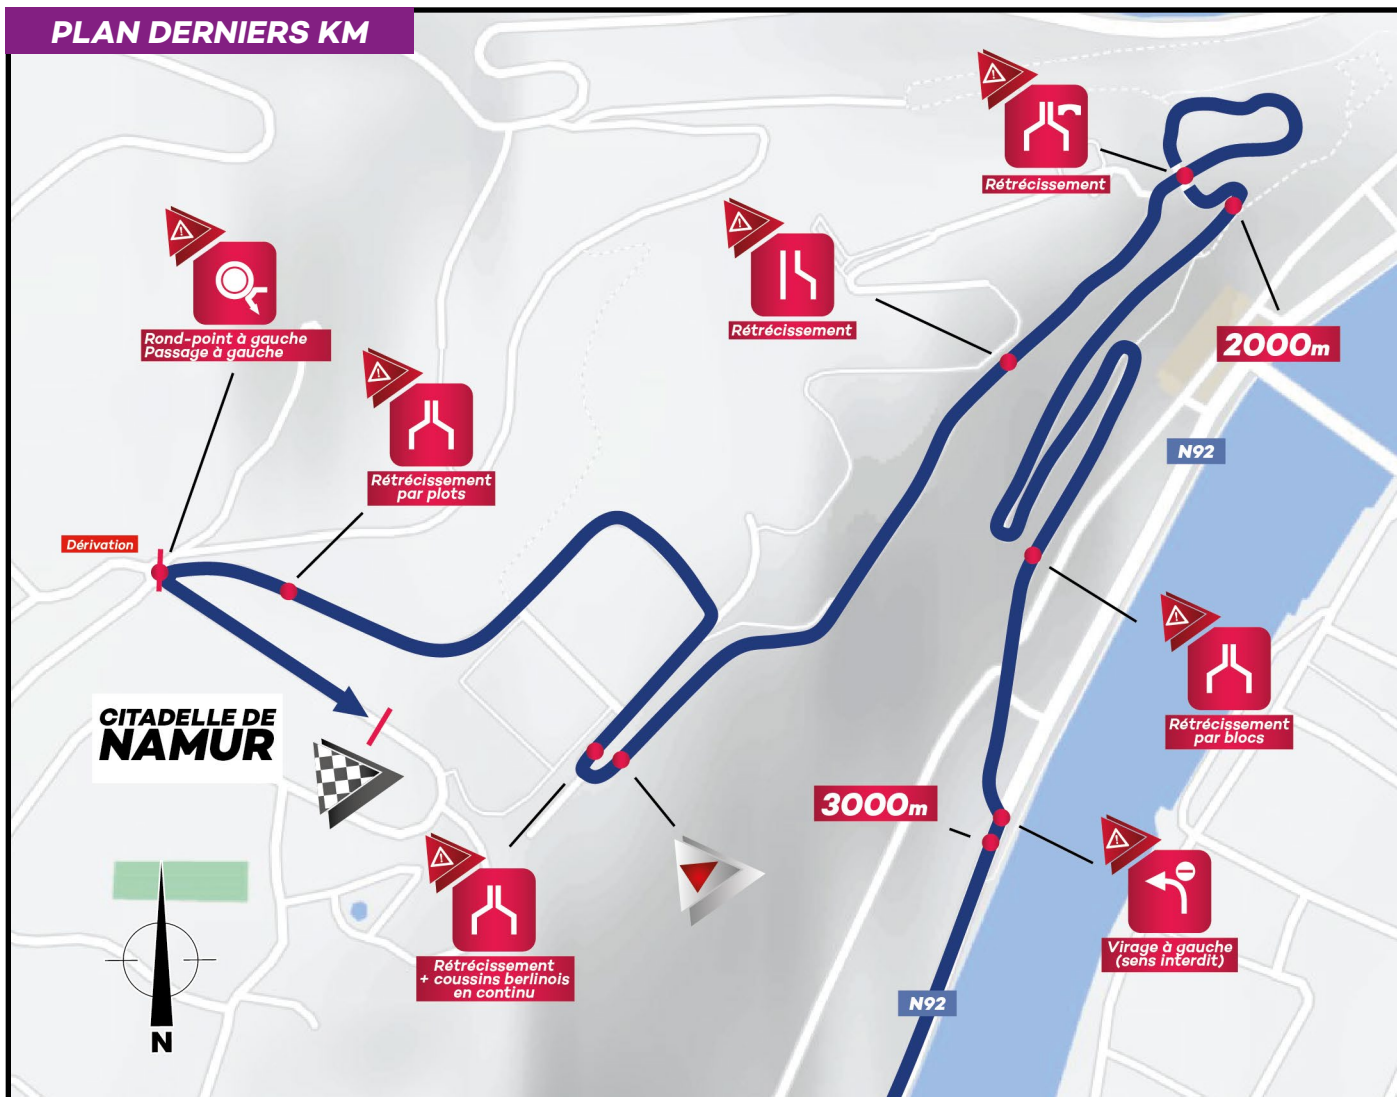 PLAN DERNIERS KM
Rétrécissement
Rétrécissement
2000m
Rond-point à gauche
Passage à gauche
Rétrécissement
par plots
N92
Dérivation
Rétrécissement
par blocs
CITADELLE DE
NAMUR
3000m
Virage à gauche
(sens interdit)
Rétrécissement
+ coussins berlinois
en continu
N92
N